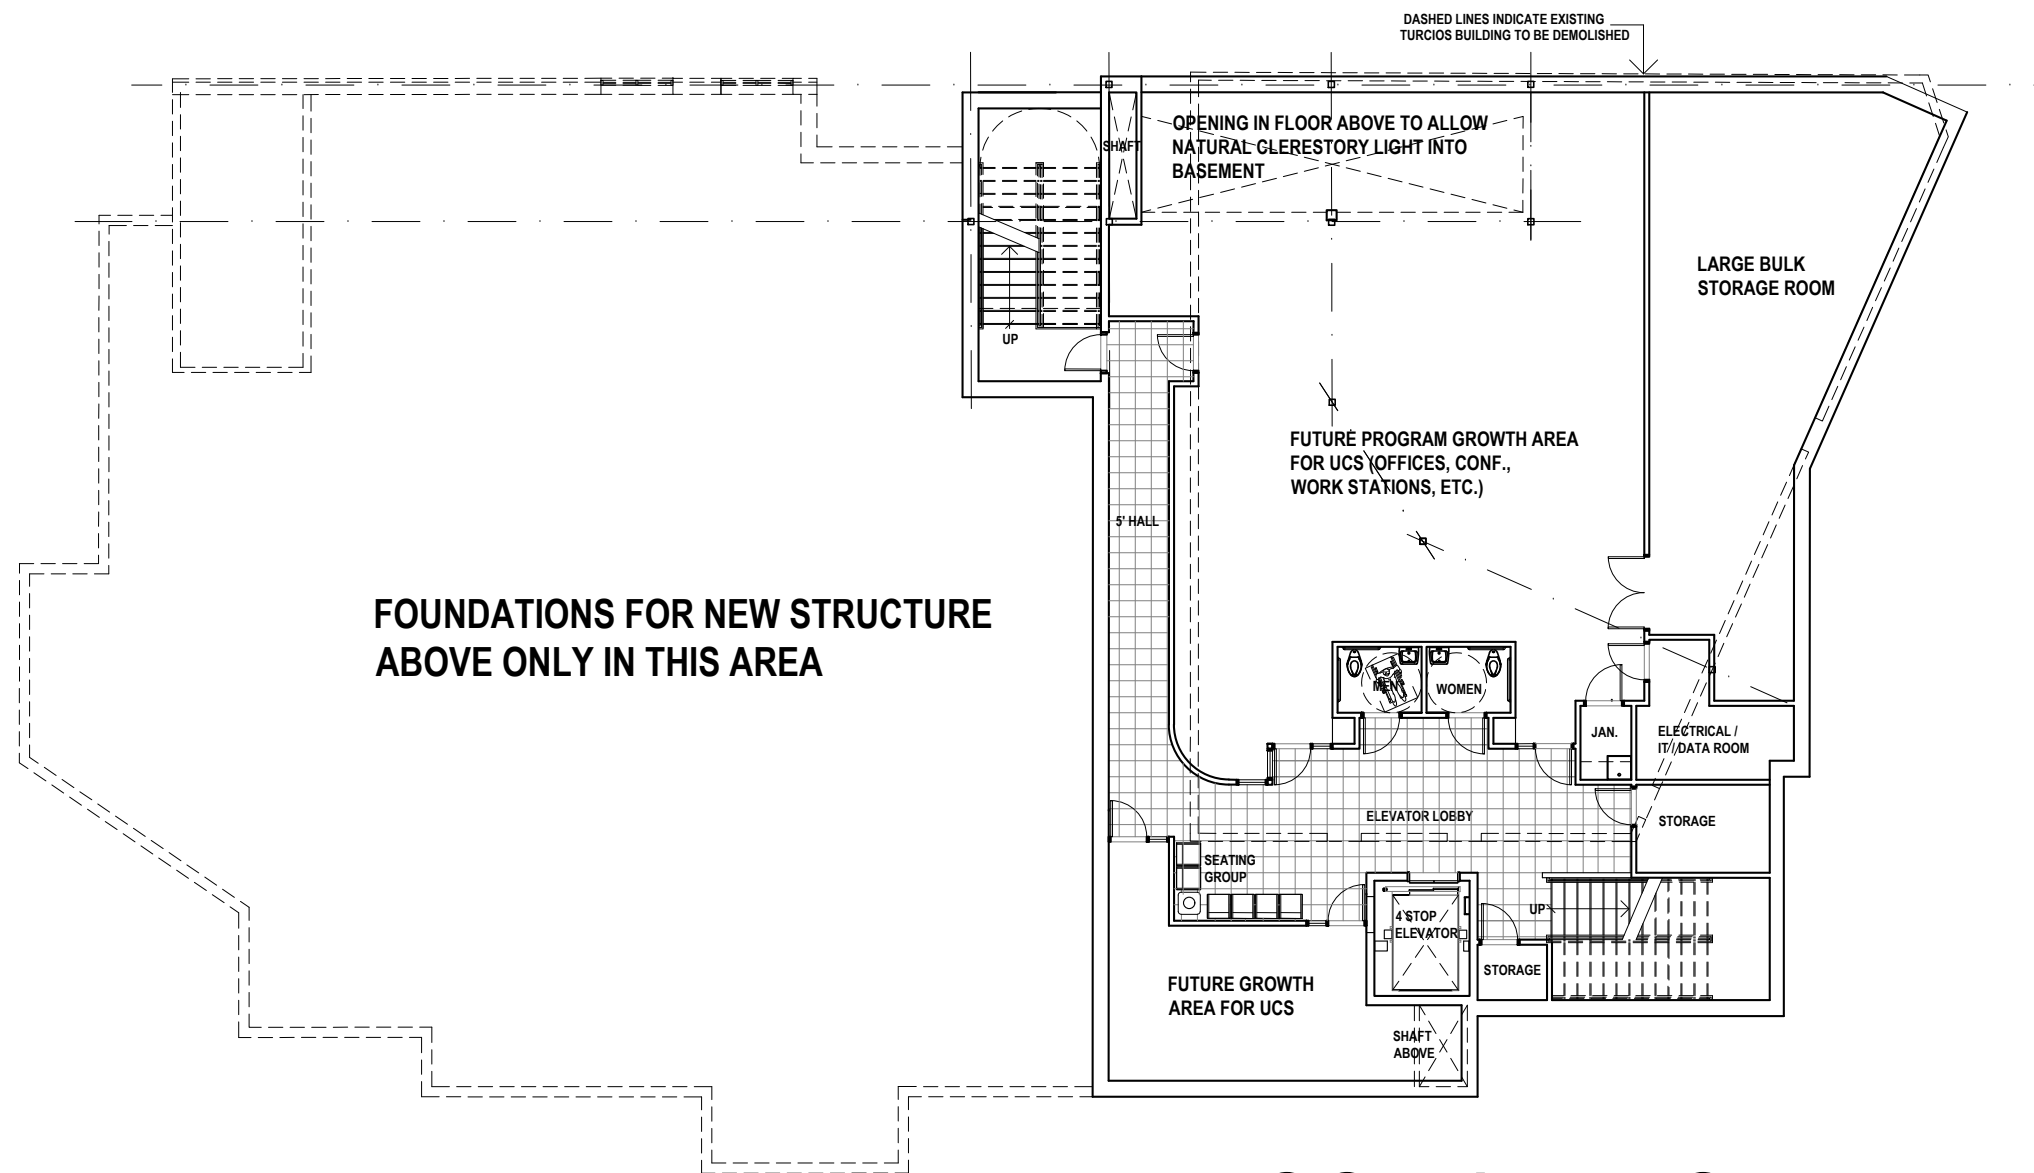 DASHED LINES INDICATE EXISTING
TURCIOS BUILDING TO BE DEMOLISHED
OPENING IN FLOOR ABOVE TO ALLOW
NATURAL CLERESTORY LIGHT INTO
BASEMENT
SHAFT
LARGE BULK
STORAGE ROOM
UP
FUTURE PROGRAM GROWTH AREA
FOR UCS (OFFICES, CONF.,
WORK STATIONS, ETC.)
5' HALL
FOUNDATIONS FOR NEW STRUCTURE
ABOVE ONLY IN THIS AREA
MEN
WOMEN
JAN.
ELECTRICAL /
IT / DATA ROOM
ELEVATOR LOBBY
STORAGE
SEATING
GROUP
4 STOP
ELEVATOR
UP
STORAGE
FUTURE GROWTH
AREA FOR UCS
SHAFT
ABOVE